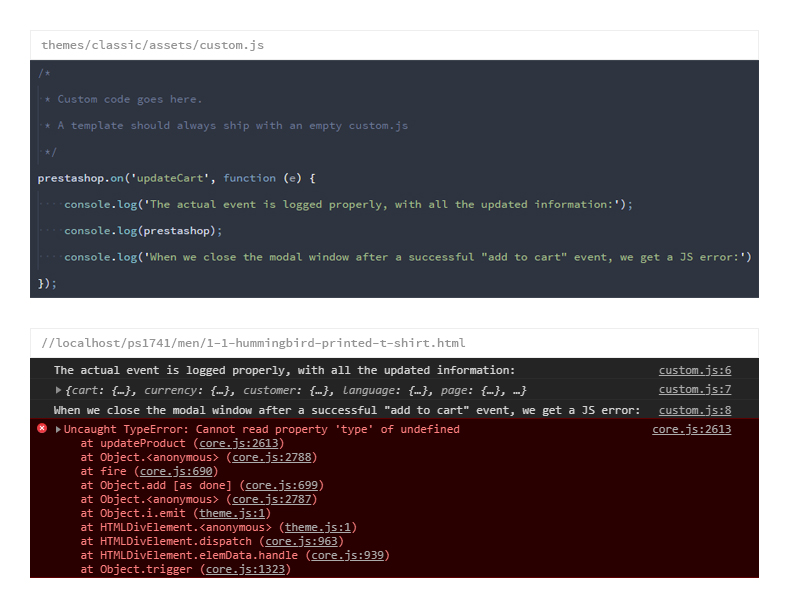 themes/classic/assets/custom.js
/*
* Custom code goes here.
* A template should always ship with an empty custom.js
*/
prestashop.on('updateCart', function (e) {
console.log('The actual event is logged properly, with all the updated information:');
console.log(prestashop);
console.log('When we close the modal window after a successful "add to cart" event, we get a JS error:')
});
//localhost/ps1741/men/1-1-hummingbird-printed-t-shirt.html
The actual event is logged properly, with all the updated information: custom.js:6
▶{cart: {…}, currency: {…}, customer: {…}, language: {…}, page: {…}, …} custom.js:7
When we close the modal window after a successful "add to cart" event, we get a JS error: custom.js:8
▶Uncaught TypeError: Cannot read property 'type' of undefined core.js:2613
at updateProduct (core.js:2613)
at Object.<anonymous> (core.js:2788)
at fire (core.js:690)
at Object.add [as done] (core.js:699)
at Object.<anonymous> (core.js:2787)
at Object.i.emit (theme.js:1)
at HTMLDivElement.<anonymous> (theme.js:1)
at HTMLDivElement.dispatch (core.js:963)
at HTMLDivElement.elemData.handle (core.js:939)
at Object.trigger (core.js:1323)